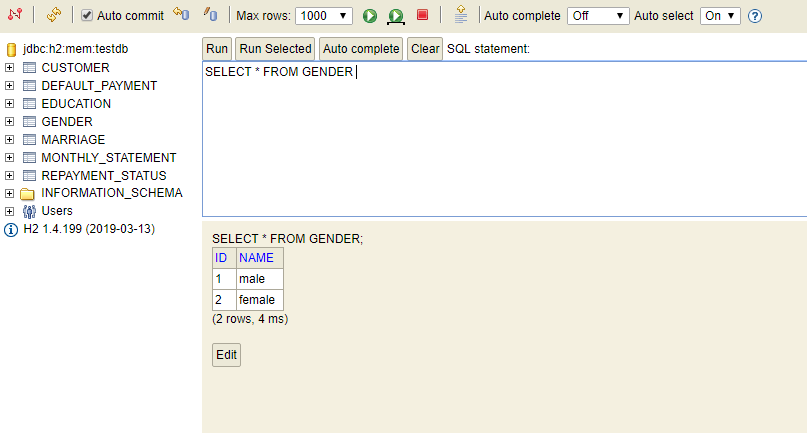 Auto commit Max rows: 1000 Auto complete Off Auto select On ?
jdbc:h2:mem:testdb
CUSTOMER
DEFAULT_PAYMENT
EDUCATION
GENDER
MARRIAGE
MONTHLY_STATEMENT
REPAYMENT_STATUS
INFORMATION_SCHEMA
Users
H2 1.4.199 (2019-03-13)
Run Run Selected Auto complete Clear SQL statement:
SELECT * FROM GENDER
SELECT * FROM GENDER;
ID NAME
1 male
2 female
(2 rows, 4 ms)
Edit